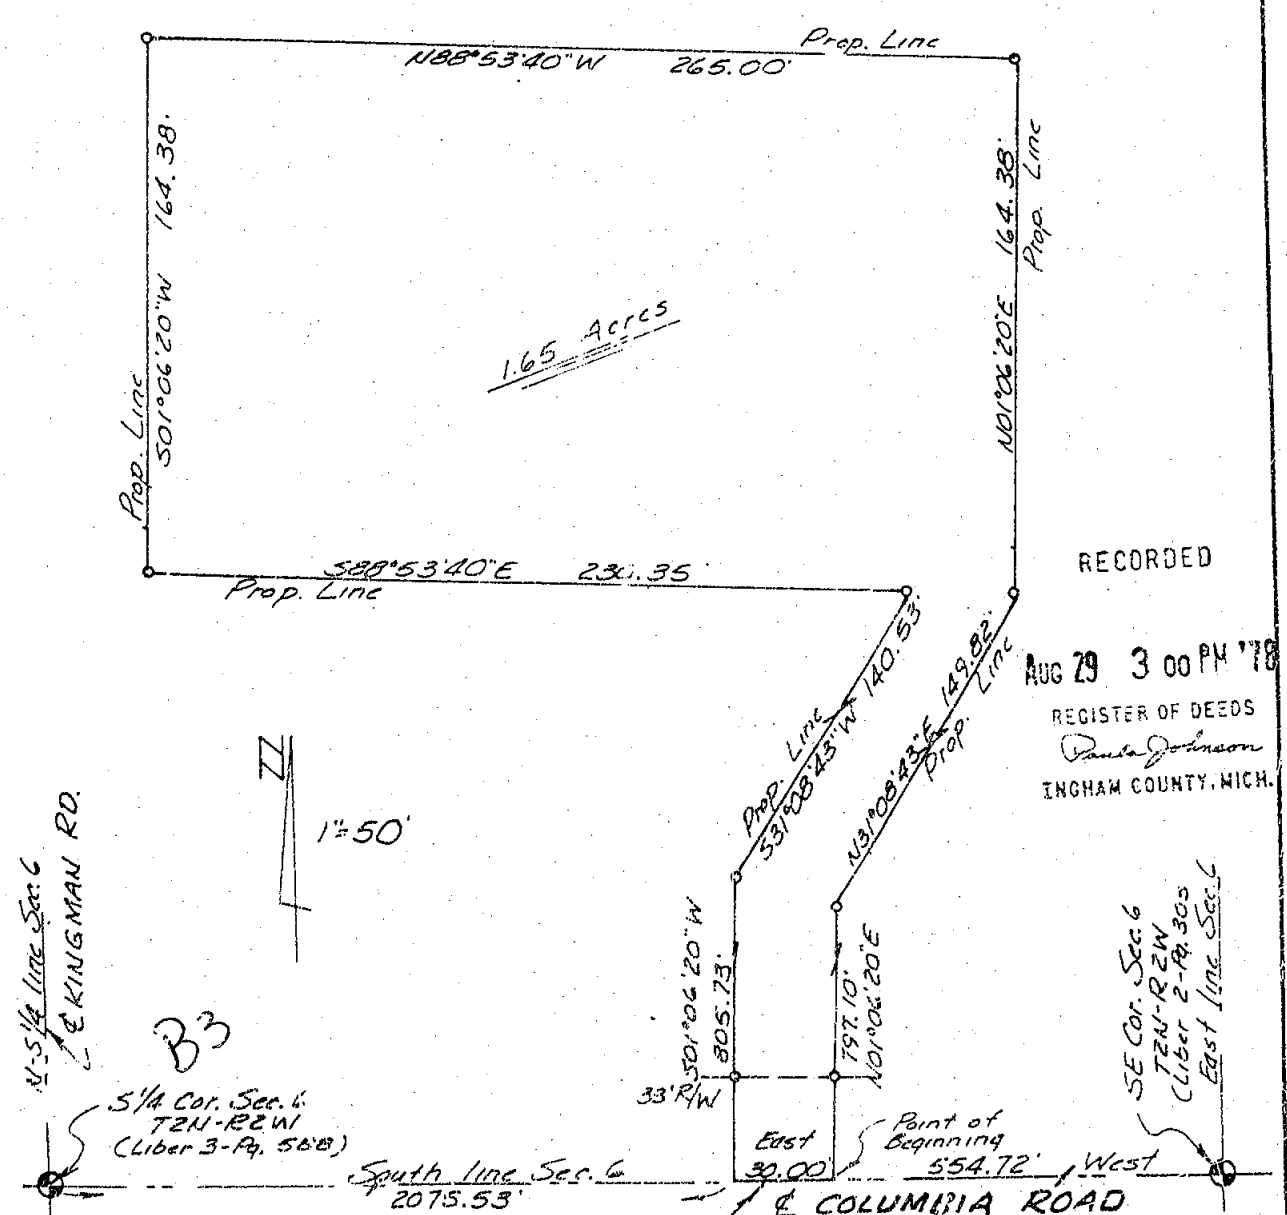 Prop. Line
N88°53'40"W 265.00'
S01°06'20"W 164.38'
Prop. Line
N01°06'20"E 164.38'
Prop. Line
1.65 Acres
S88°53'40"E
Prop. Line
RECORDED
AUG 29 3 00 PM '78
REGISTER OF DEEDS
Paula Johnson
INGHAM COUNTY, MICH.
Prop. Line
S31°08'43"W 140.53'
N31°08'43"E 149.82'
Prop. Line
1"=50'
N-S 1/4 line Sec. 6
℄ KINGMAN RD.
B3
S01°06'20"W
805.73'
797.10'
N01°06'20"E
33' R/W
SE Cor. Sec. 6
T2N-R2W
(Liber 2-Pg. 30
East line Sec. 6
S 1/4 Cor. Sec. 6
T2N-R2W
(Liber 3-Pg.
East
30.00'
Point of
Beginning
554.72' West
South line Sec. 6
2075.53'
℄ COLUMBIA ROAD